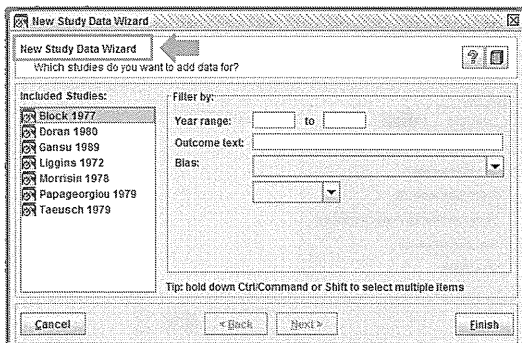 New Study Data Wizard
New Study Data Wizard
Which studies do you want to add data for?
Included Studies:
Block 1977
Doran 1980
Gansu 1989
Liggins 1972
Morrisin 1978
Papageorgiou 1979
Taeusch 1979
Filter by:
Year range: to
Outcome text:
Bias:
Tip: hold down Ctrl/Command or Shift to select multiple items
Cancel
< Back
Next >
Finish